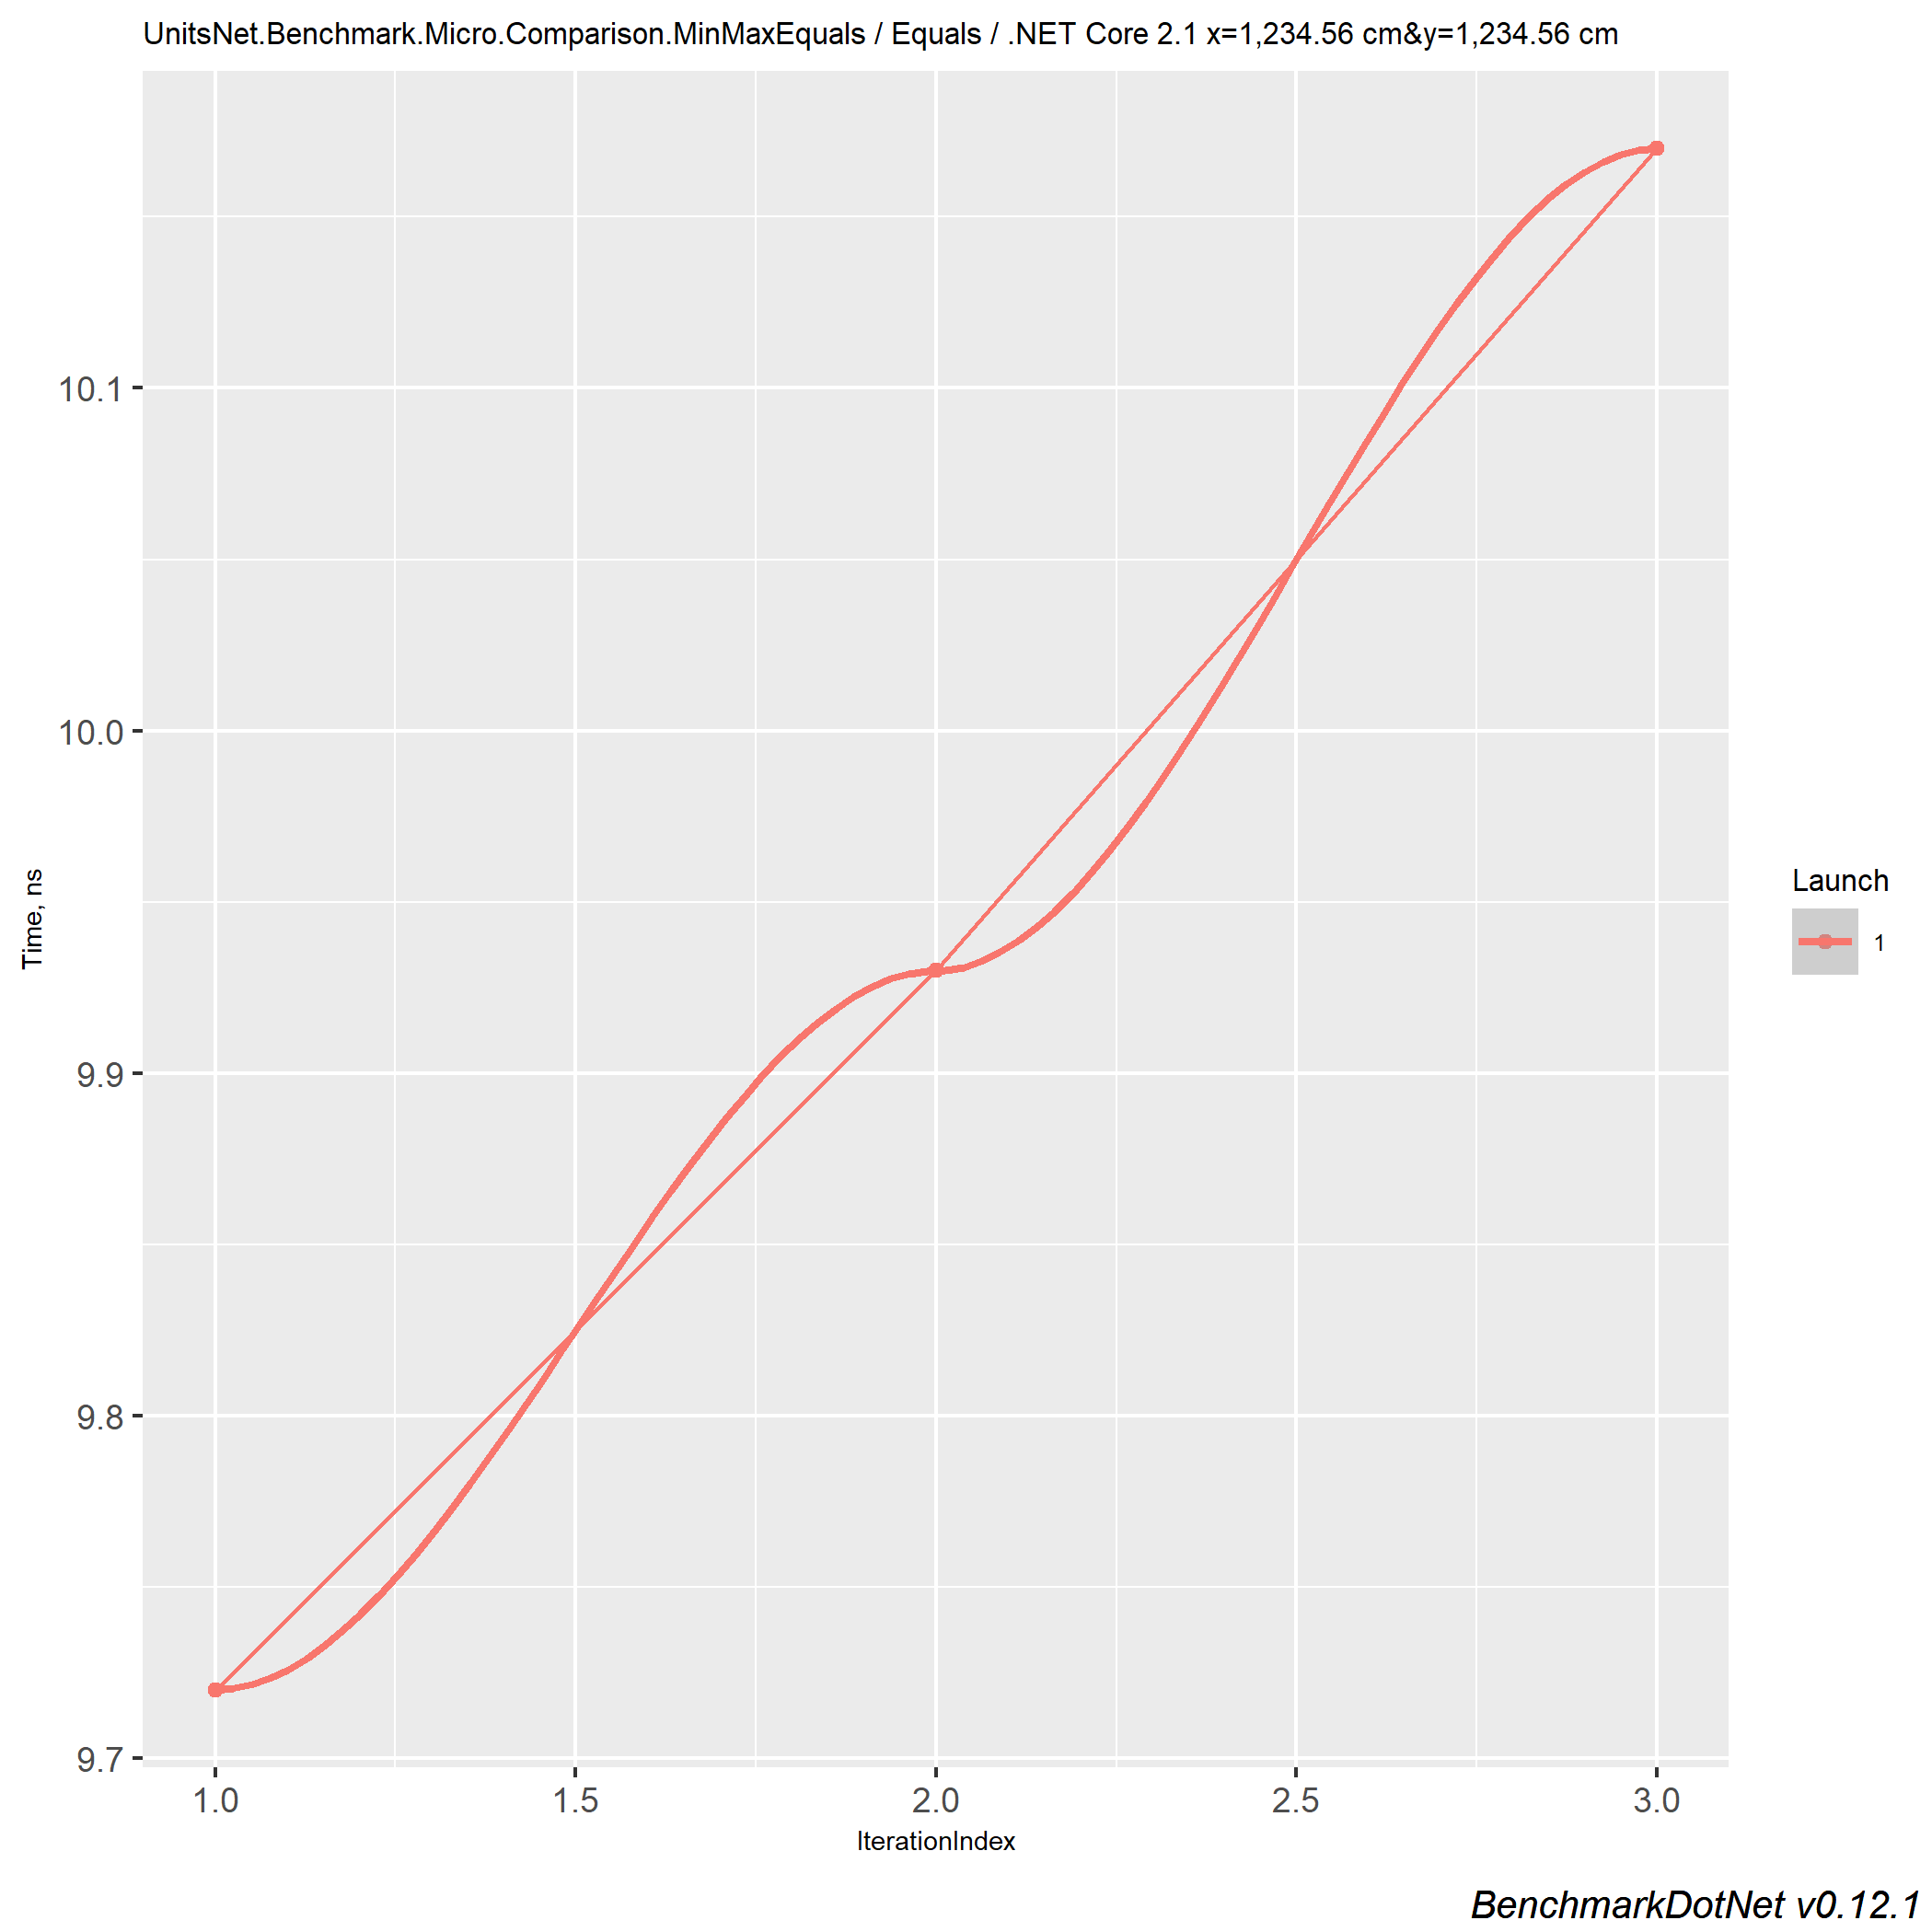 UnitsNet.Benchmark.Micro.Comparison.MinMaxEquals / Equals / .NET Core 2.1 x=1,234.56 cm&y=1,234.56 cm
10.1
10.0
9.9
9.8
9.7
Time, ns
1.0 1.5 2.0 2.5 3.0
IterationIndex
Launch
1
BenchmarkDotNet v0.12.1